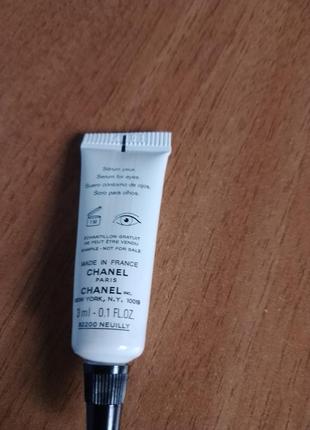 Sérum yeux.
Serum for eyes.
Suero contorno de ojos.
Soro para olhos.
ÉCHANTILLON GRATUIT
NE PEUT ÊTRE VENDU
SAMPLE - NOT FOR SALE
MADE IN FRANCE
CHANEL
PARIS
CHANEL INC.
NEW YORK, N.Y. 10019
3 ml - 0.1 FL.OZ.
92200 NEUILLY